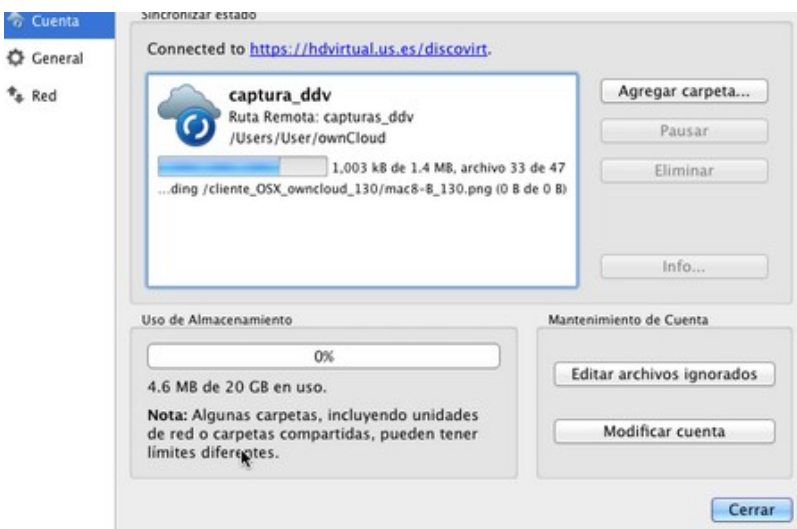 Cuenta
General
Red
Sincronizar estado
Connected to https://hdvirtual.us.es/discovirt.
captura_ddv
Ruta Remota: capturas_ddv
/Users/User/ownCloud
1,003 kB de 1.4 MB, archivo 33 de 47
...ding /cliente_OSX_owncloud_130/mac8-B_130.png (0 B de 0 B)
Agregar carpeta...
Pausar
Eliminar
Info...
Uso de Almacenamiento
0%
4.6 MB de 20 GB en uso.
Nota: Algunas carpetas, incluyendo unidades
de red o carpetas compartidas, pueden tener
límites diferentes.
Mantenimiento de Cuenta
Editar archivos ignorados
Modificar cuenta
Cerrar